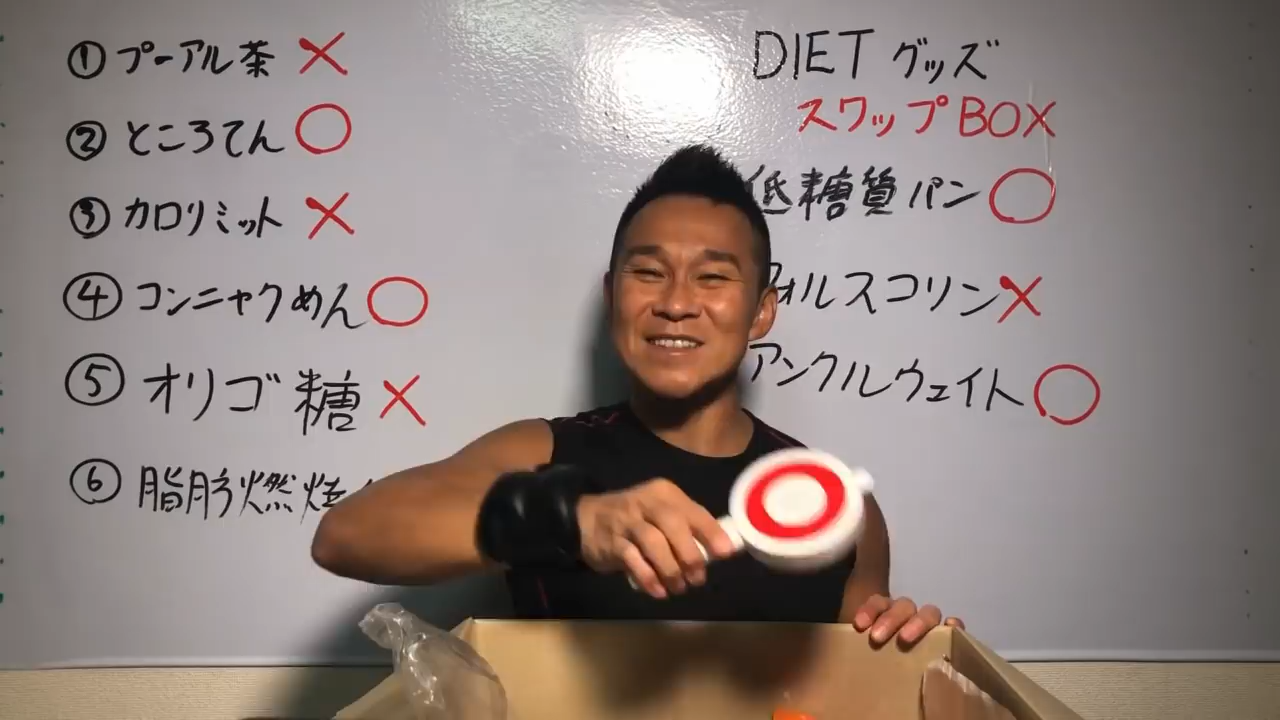 ① プーアル茶 ×
② ところてん ○
③ カロリミット ×
④ コンニャクめん ○
⑤ オリゴ糖 ×
⑥ 脂肪燃焼
DIET グッズ
スワップBOX
低糖質パン ○
ォルスコリン ×
アンクルウェイト ○